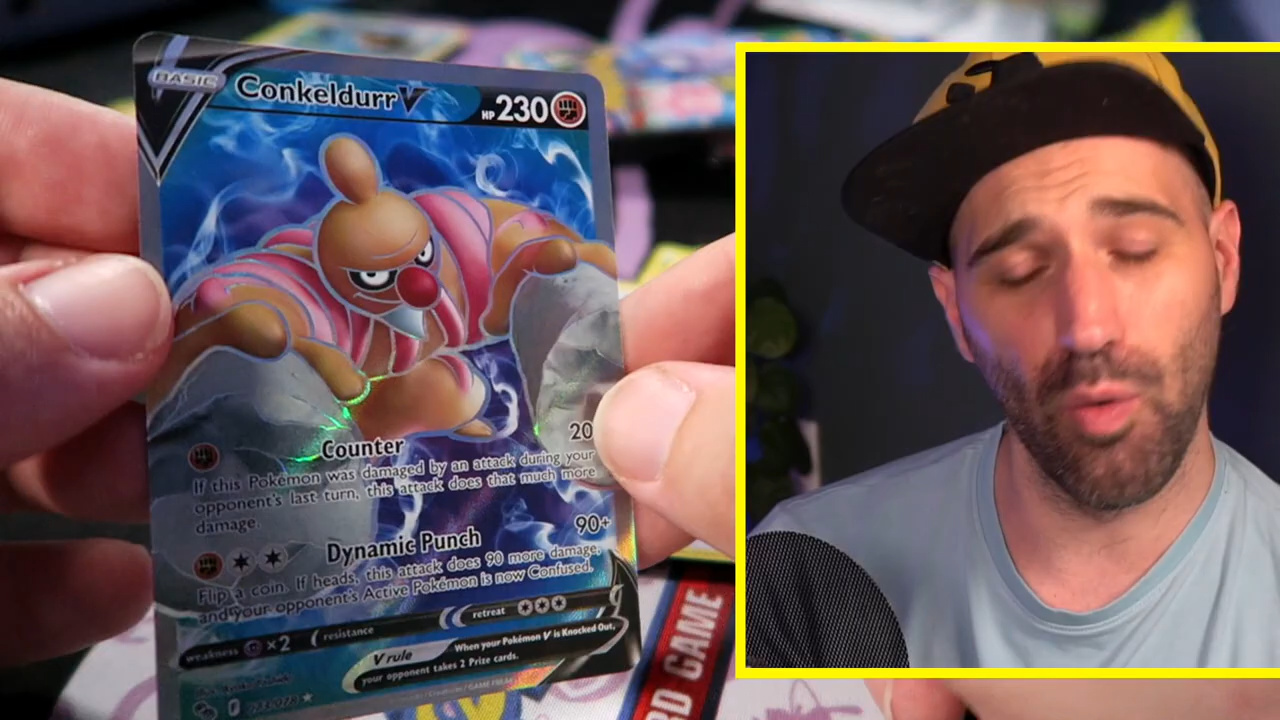 BASIC
Conkeldurr V
HP 230
Counter
20
If this Pokémon was damaged by an attack during your
opponent's last turn, this attack does that much more
damage.
Dynamic Punch
90+
Flip a coin. If heads, this attack does 90 more damage,
and your opponent's Active Pokémon is now Confused.
weakness ×2
resistance
retreat
V rule
When your Pokémon V is Knocked Out,
your opponent takes 2 Prize cards.
RD GAME